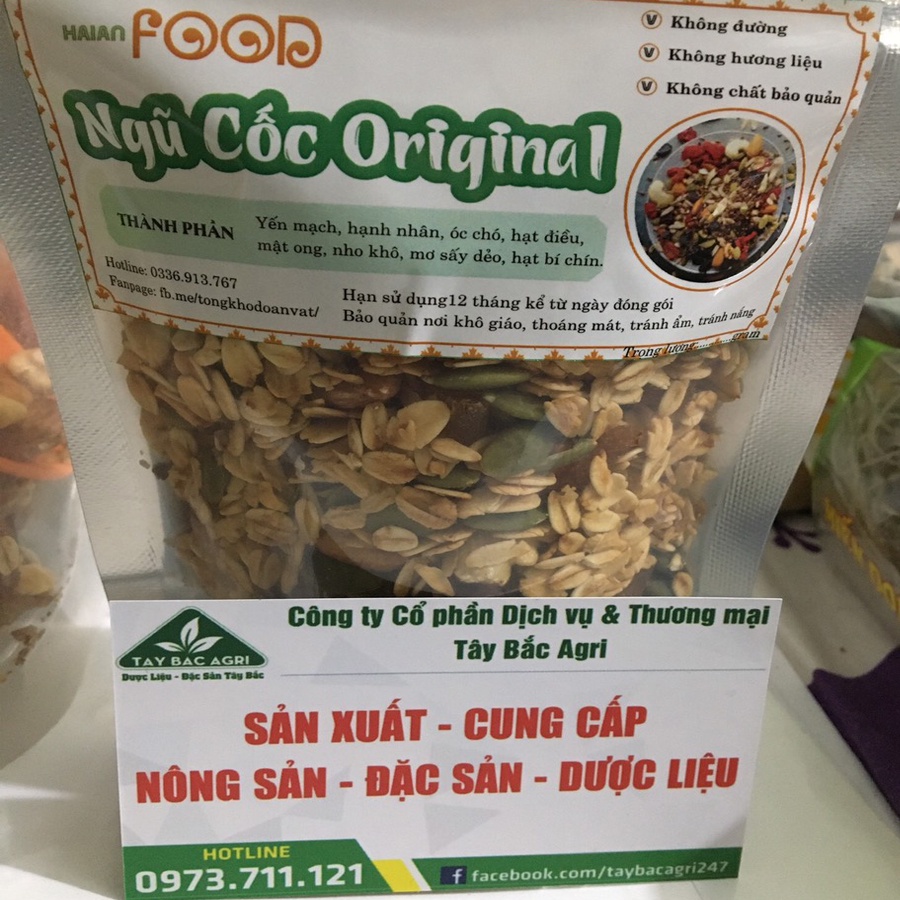 HAIAN FOOD
Không đường
Không hương liệu
Không chất bảo quản
Ngũ Cốc Original
THÀNH PHẦN
Yến mạch, hạnh nhân, óc chó, hạt điều,
mật ong, nho khô, mơ sấy dẻo, hạt bí chín.
Hotline: 0336.913.767
Fanpage: fb.me/tongkhodoanvat/
Hạn sử dụng12 tháng kể từ ngày đóng gói
Bảo quản nơi khô giáo, thoáng mát, tránh ẩm, tránh nắng
Trọng lượng............gram
TAY BAC AGRI
Dược Liệu - Đặc Sản Tây Bắc
Công ty Cổ phần Dịch vụ & Thương mại
Tây Bắc Agri
SẢN XUẤT - CUNG CẤP
NÔNG SẢN - ĐẶC SẢN - DƯỢC LIỆU
HOTLINE
0973.711.121
facebook.com/taybacagri247